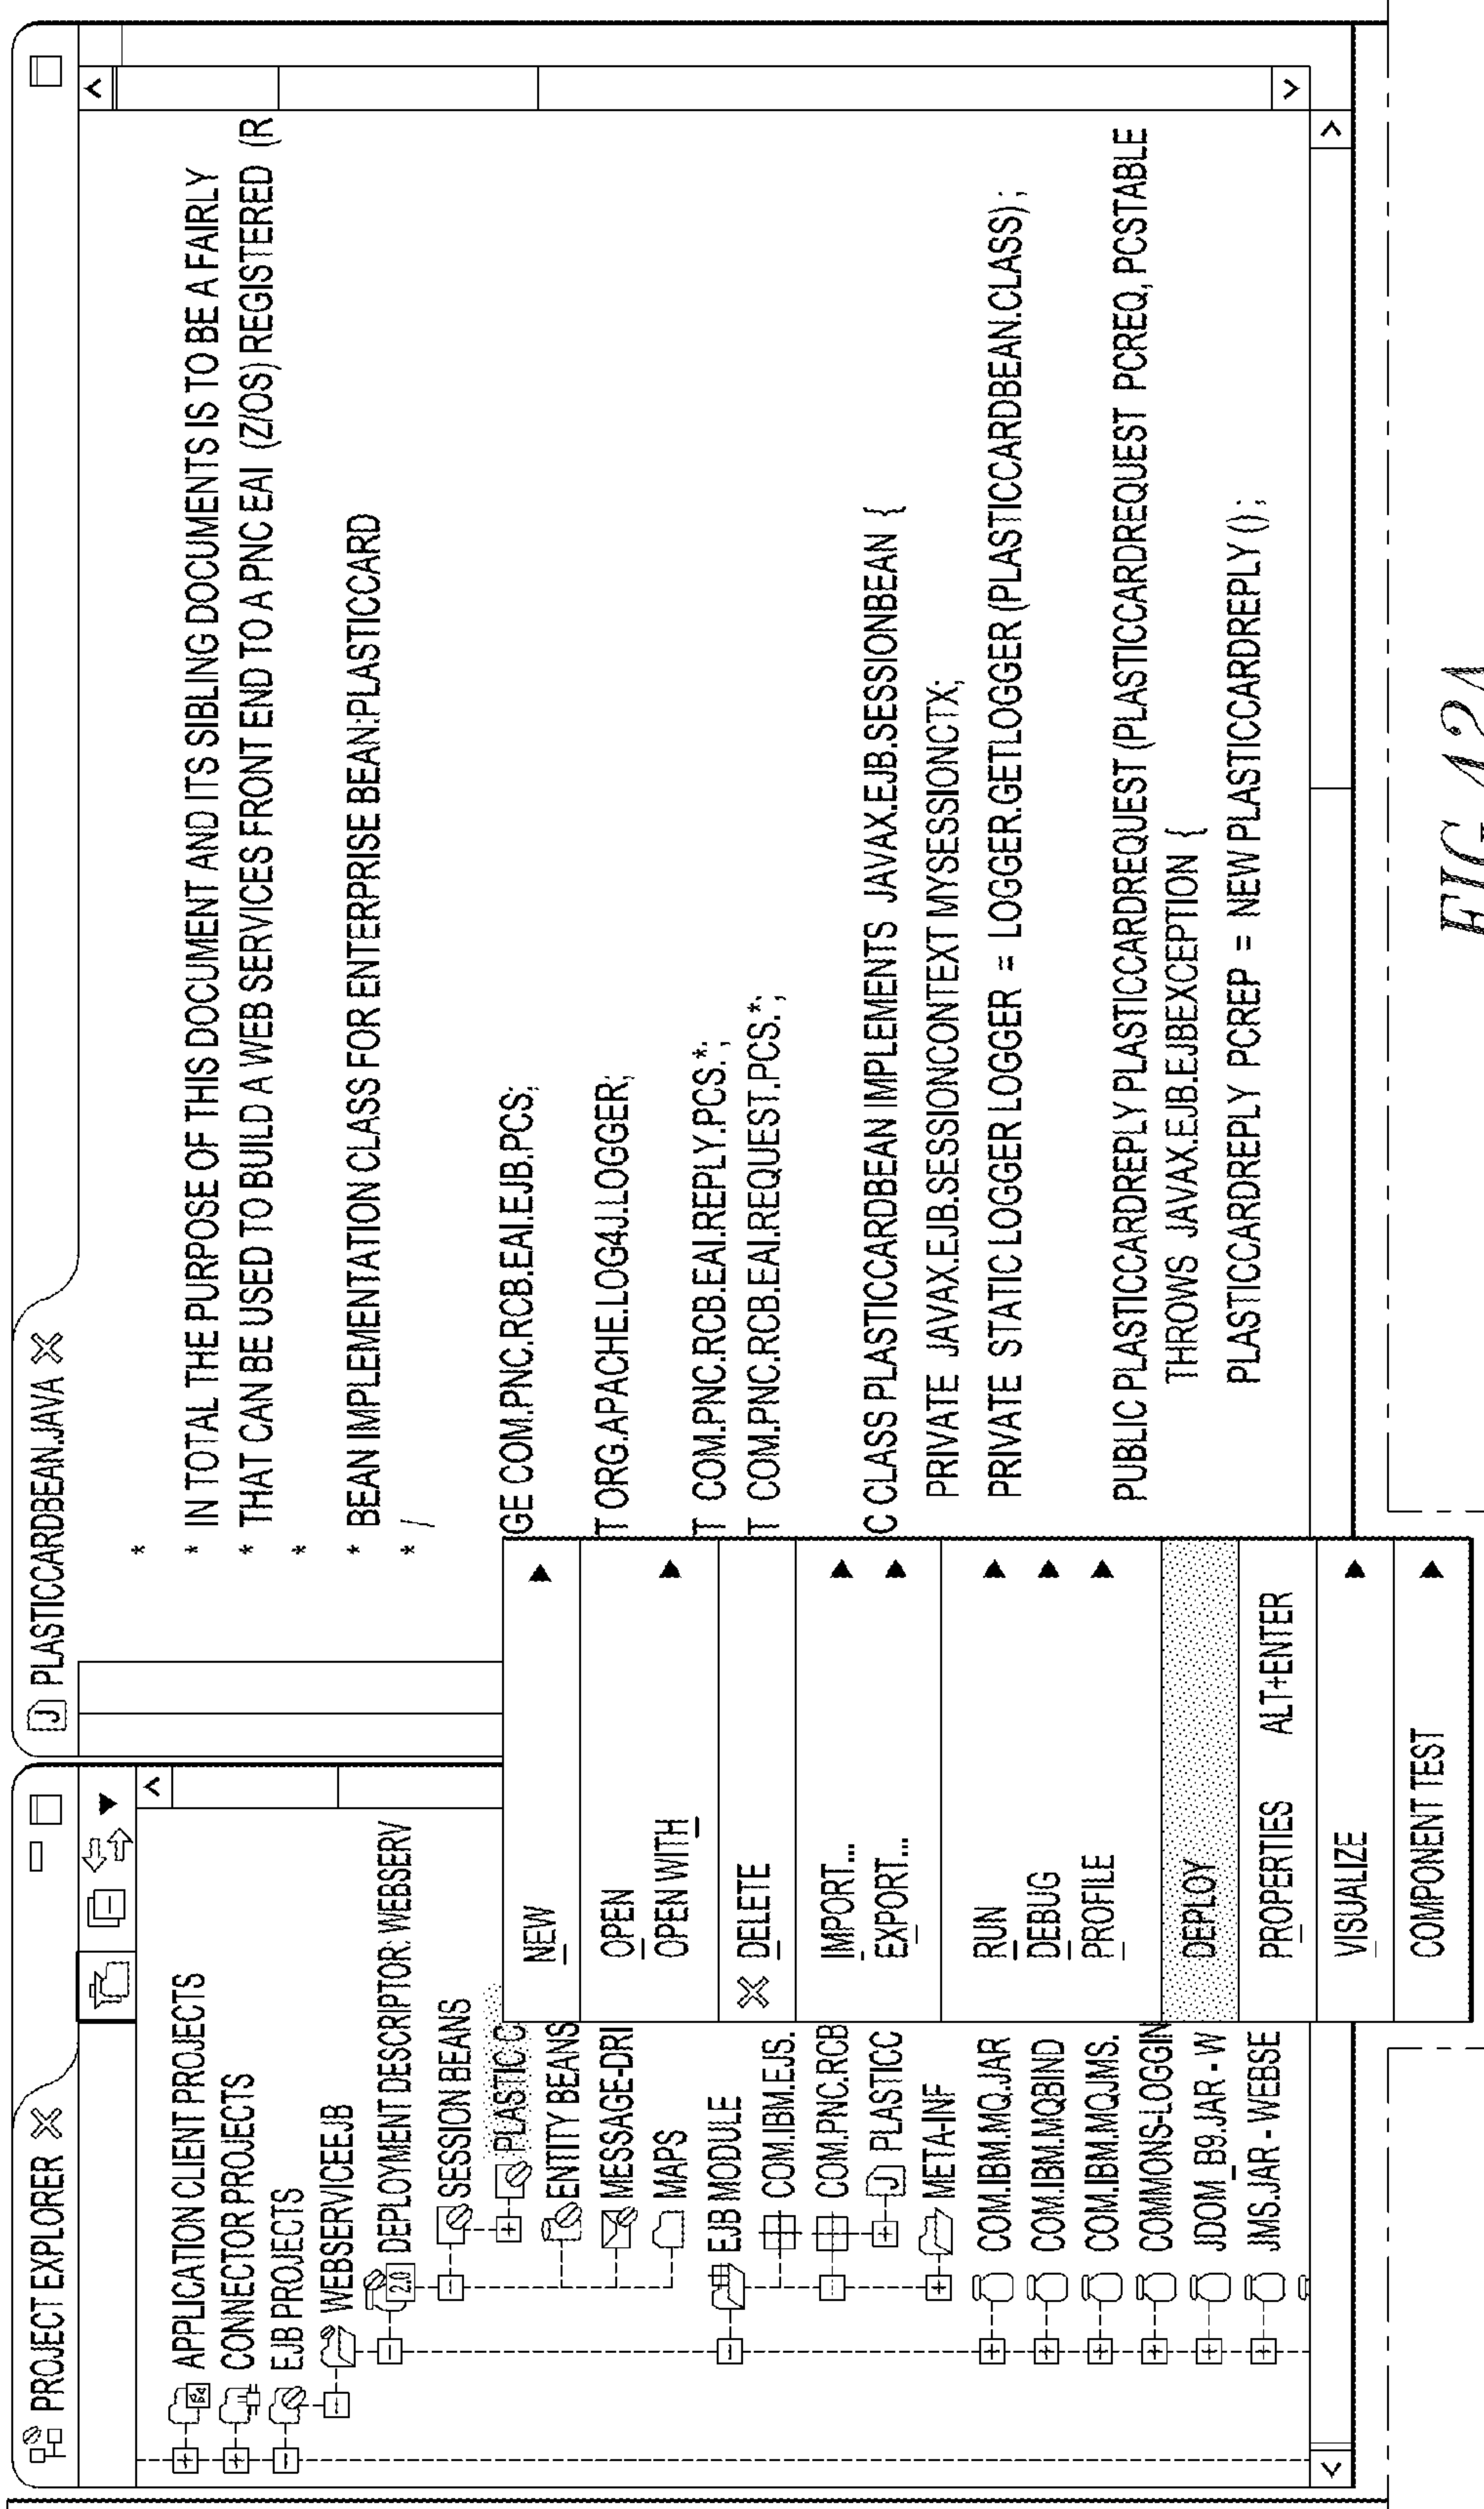 PROJECT EXPLORER
APPLICATION CLIENT PROJECTS
CONNECTOR PROJECTS
EJB PROJECTS
WEBSERVICEEJB
2.0 DEPLOYMENT DESCRIPTOR: WEBSERV
SESSION BEANS
PLASTIC C
ENTITY BEANS
MESSAGE-DRI
MAPS
EJB MODULE
COM.IBM.EJS.
COM.PNC.RCB
J PLASTICC
META-INF
COM.IBM.MQ.JAR
COM.IBM.MQBIND
COM.IBM.MQJMS.
COMMONS-LOGGIN
JDOM_B9.JAR - W
JMS.JAR - WEBSE
NEW
OPEN
OPEN WITH
DELETE
IMPORT...
EXPORT...
RUN
DEBUG
PROFILE
DEPLOY
PROPERTIES ALT+ENTER
VISUALIZE
COMPONENT TEST
J PLASTICCARDBEAN.JAVA
*
* IN TOTAL THE PURPOSE OF THIS DOCUMENT AND ITS SIBLING DOCUMENTS IS TO BE A FAIRLY
* THAT CAN BE USED TO BUILD A WEB SERVICES FRONT END TO A PNC EAI (Z/OS) REGISTERED (R
*
* BEAN IMPLEMENTATION CLASS FOR ENTERPRISE BEAN:PLASTICCARD
* /
GE COM.PNC.RCB.EAI.EJB.PCS;
T ORG.APACHE.LOG4J.LOGGER;
T COM.PNC.RCB.EAI.REPLY.PCS.*;
T COM.PNC.RCB.EAI.REQUEST.PCS.*;
C CLASS PLASTICCARDBEAN IMPLEMENTS JAVAX.EJB.SESSIONBEAN {
PRIVATE JAVAX.EJB.SESSIONCONTEXT MYSESSIONCTX;
PRIVATE STATIC LOGGER LOGGER = LOGGER.GETLOGGER (PLASTICCARDBEAN.CLASS) ;
PUBLIC PLASTICCARDREPLY PLASTICCARDREQUEST (PLASTICCARDREQUEST PCREQ, PCSTABLE
THROWS JAVAX.EJB.EJBEXCEPTION {
PLASTICCARDREPLY PCREP = NEW PLASTICCARDREPLY () ;
FIG. 42A